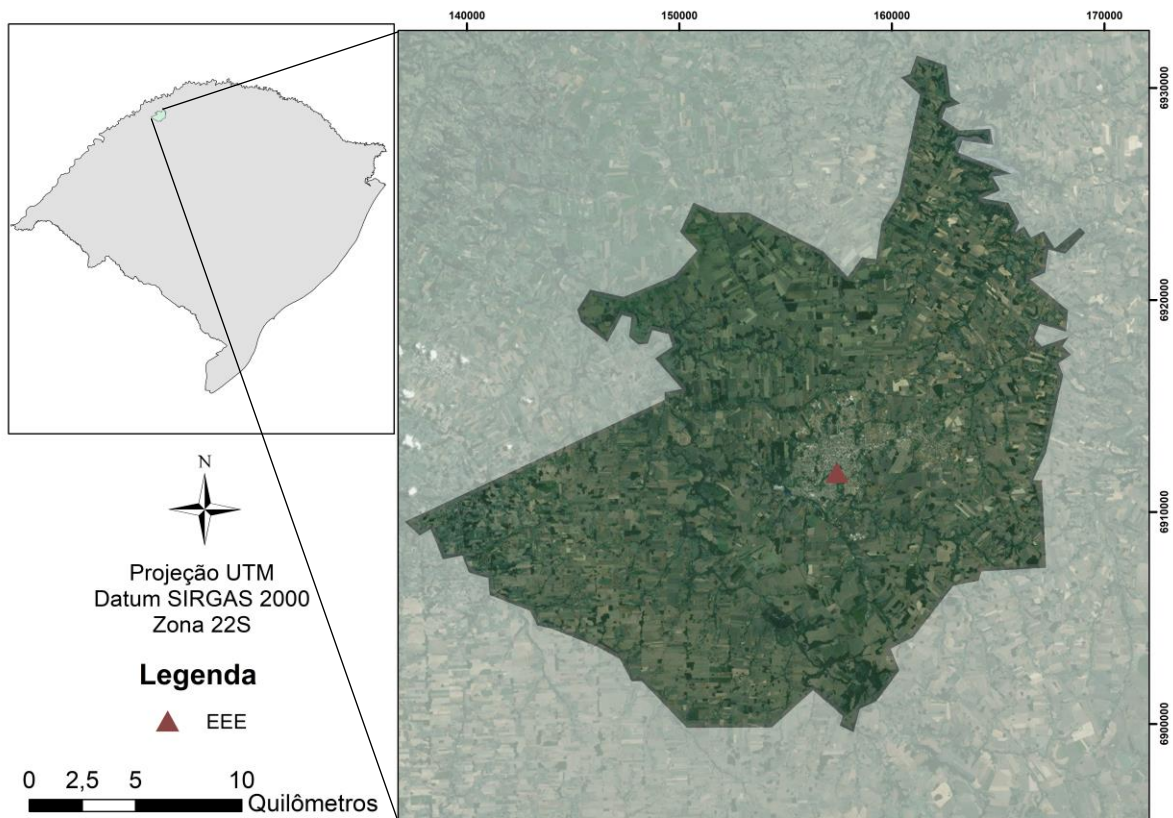 140000 150000 160000 170000
6930000
6920000
6910000
6900000
N
Projeção UTM
Datum SIRGAS 2000
Zona 22S
Legenda
EEE
0 2,5 5 10
Quilômetros